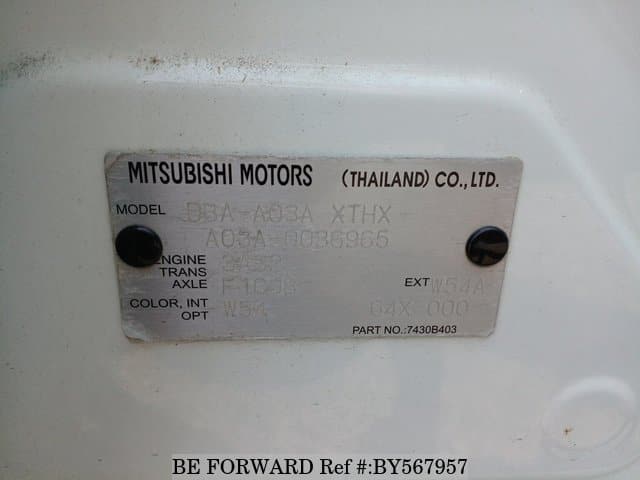 MITSUBISHI MOTORS (THAILAND) CO., LTD.
MODEL DBA-A03A XTHX
A03A-0036965
ENGINE
TRANS
AXLE EXT W54A
COLOR, INT W54 04X 000
OPT
PART NO.:7430B403
BE FORWARD Ref #:BY567957